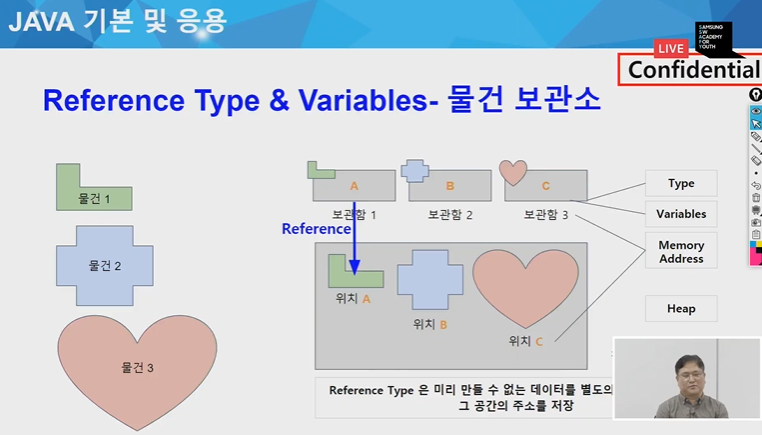 JAVA 기본 및 응용
SAMSUNG
SW
ACADEMY
FOR
YOUTH
LIVE
Confidential
Reference Type & Variables- 물건 보관소
물건 1
물건 2
물건 3
A
B
C
보관함 1
보관함 2
보관함 3
Reference
위치 A
위치 B
위치 C
Type
Variables
Memory
Address
Heap
Reference Type 은 미리 만들 수 없는 데이터를 별도의
그 공간의 주소를 저장